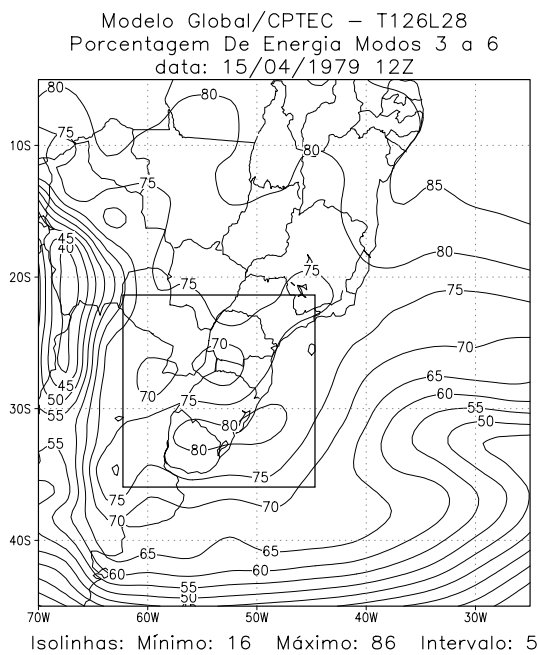 Modelo Global/CPTEC – T126L28
Porcentagem De Energia Modos 3 a 6
data: 15/04/1979 12Z
80
80
75
10S
80
75
85
45
40
80
20S
75
75
75
70
70
65
45
70
60
50
75
55
30S
55
50
80
55
80
75
75
70
70
40S
65
65
60
60
55
50
70W
60W
50W
40W
30W
Isolinhas: Mínimo: 16 Máximo: 86 Intervalo: 5